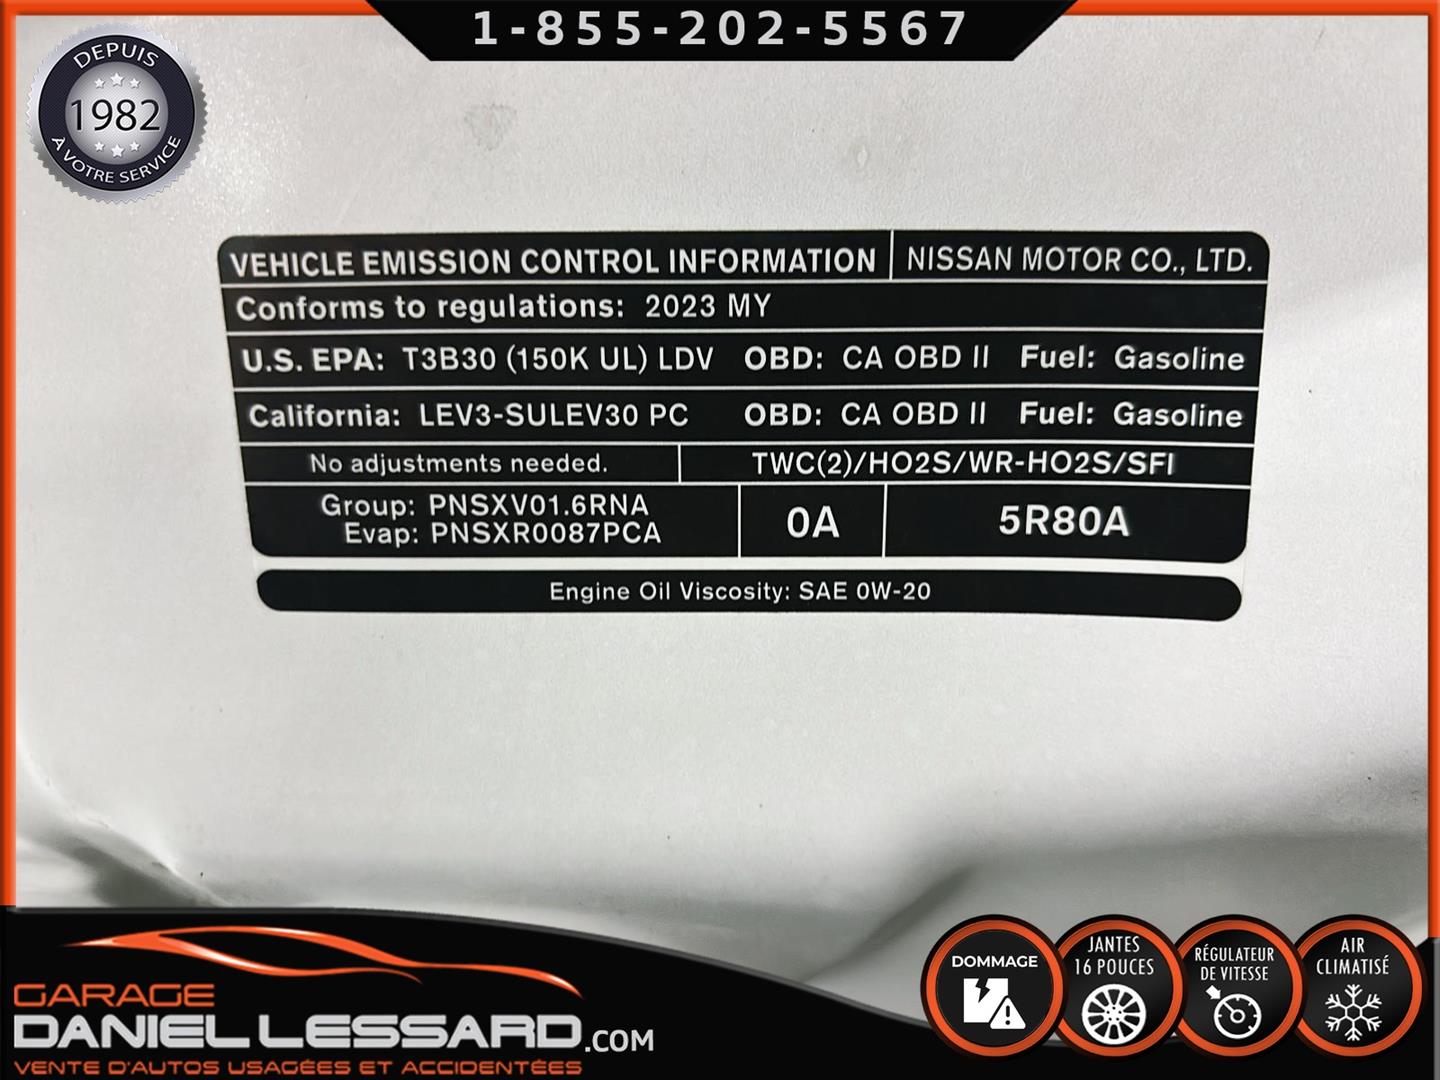 1-855-202-5567
DEPUIS
1982
À VOTRE SERVICE
VEHICLE EMISSION CONTROL INFORMATION NISSAN MOTOR CO., LTD.
Conforms to regulations: 2023 MY
U.S. EPA: T3B30 (150K UL) LDV OBD: CA OBD II Fuel: Gasoline
California: LEV3-SULEV30 PC OBD: CA OBD II Fuel: Gasoline
No adjustments needed. TWC(2)/HO2S/WR-HO2S/SFI
Group: PNSXV01.6RNA
Evap: PNSXR0087PCA
0A
5R80A
Engine Oil Viscosity: SAE 0W-20
GARAGE
DANIEL LESSARD.COM
VENTE D'AUTOS USAGÉES ET ACCIDENTÉES
DOMMAGE
JANTES
16 POUCES
RÉGULATEUR
DE VITESSE
AIR
CLIMATISÉ